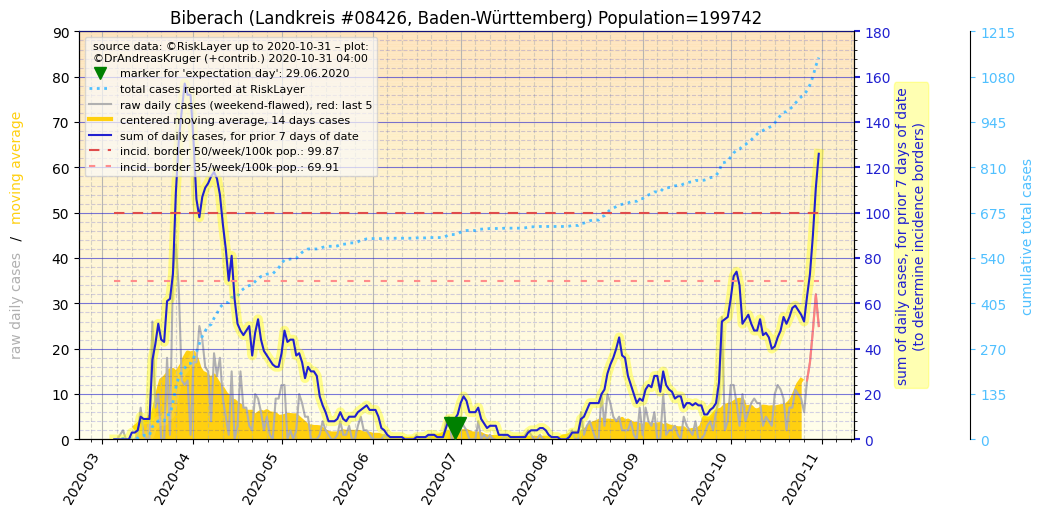 Biberach (Landkreis #08426, Baden-Württemberg) Population=199742
source data: ©RiskLayer up to 2020-10-31 – plot:
©DrAndreasKruger (+contrib.) 2020-10-31 04:00
marker for 'expectation day': 29.06.2020
total cases reported at RiskLayer
raw daily cases (weekend-flawed), red: last 5
centered moving average, 14 days cases
sum of daily cases, for prior 7 days of date
incid. border 50/week/100k pop.: 99.87
incid. border 35/week/100k pop.: 69.91
raw daily cases / moving average
90
80
70
60
50
40
30
20
10
0
180
160
140
120
100
80
60
40
20
0
sum of daily cases, for prior 7 days of date
(to determine incidence borders)
1215
1080
945
810
675
540
405
270
135
0
cumulative total cases
2020-03
2020-04
2020-05
2020-06
2020-07
2020-08
2020-09
2020-10
2020-11